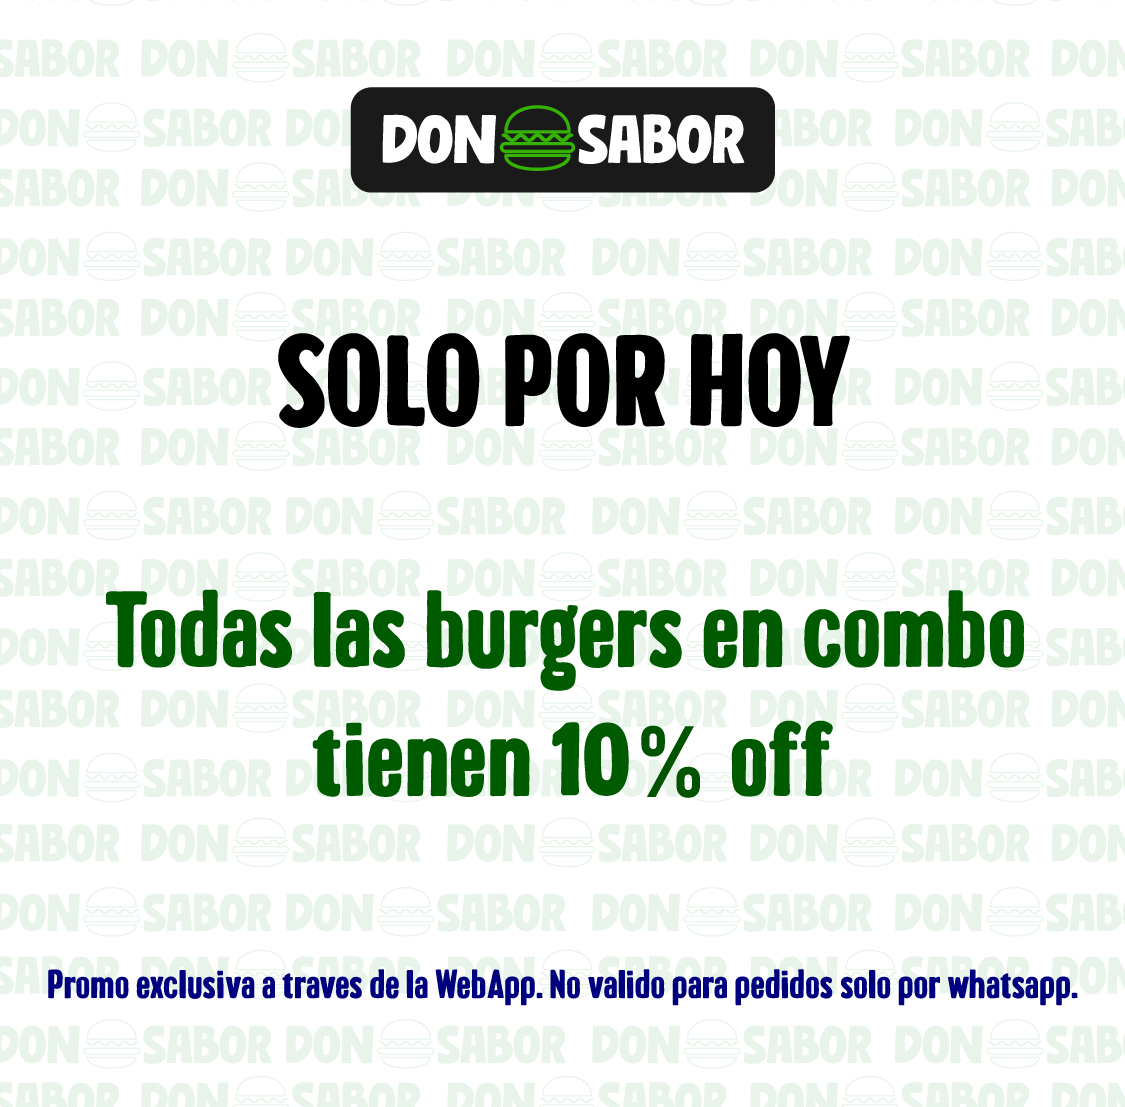 DON SABOR
SOLO POR HOY
Todas las burgers en combo
tienen 10% off
Promo exclusiva a traves de la WebApp. No valido para pedidos solo por whatsapp.